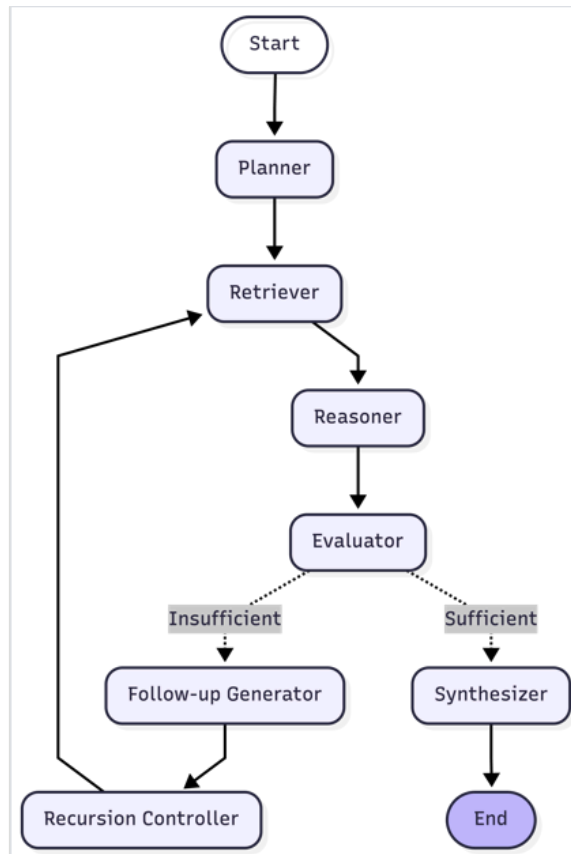 Start
Planner
Retriever
Reasoner
Evaluator
Insufficient
Sufficient
Follow-up Generator
Synthesizer
Recursion Controller
End